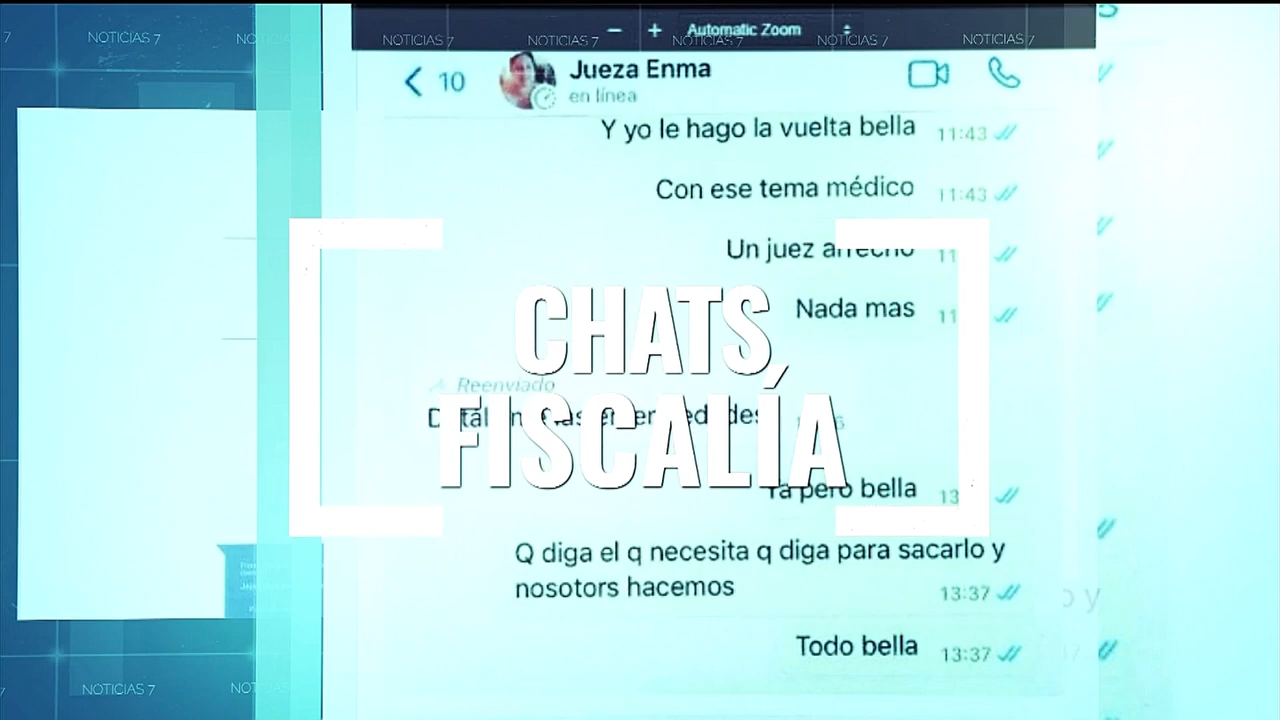 NOTICIAS 7
Automatic Zoom
NOTICIAS 7 NOTICIAS 7 NOTICIAS 7 NOTICIAS 7 NOTICIAS 7
10
Jueza Enma
en línea
Y yo le hago la vuelta bella 11:43
Con ese tema médico 11:43
Un juez arrecho
Nada mas
CHATS,
FISCALÍA
Reenviado
Ya pero bella
Q diga el q necesita q diga para sacarlo y
nosotors hacemos 13:37
Todo bella 13:37
NOTICIAS 7